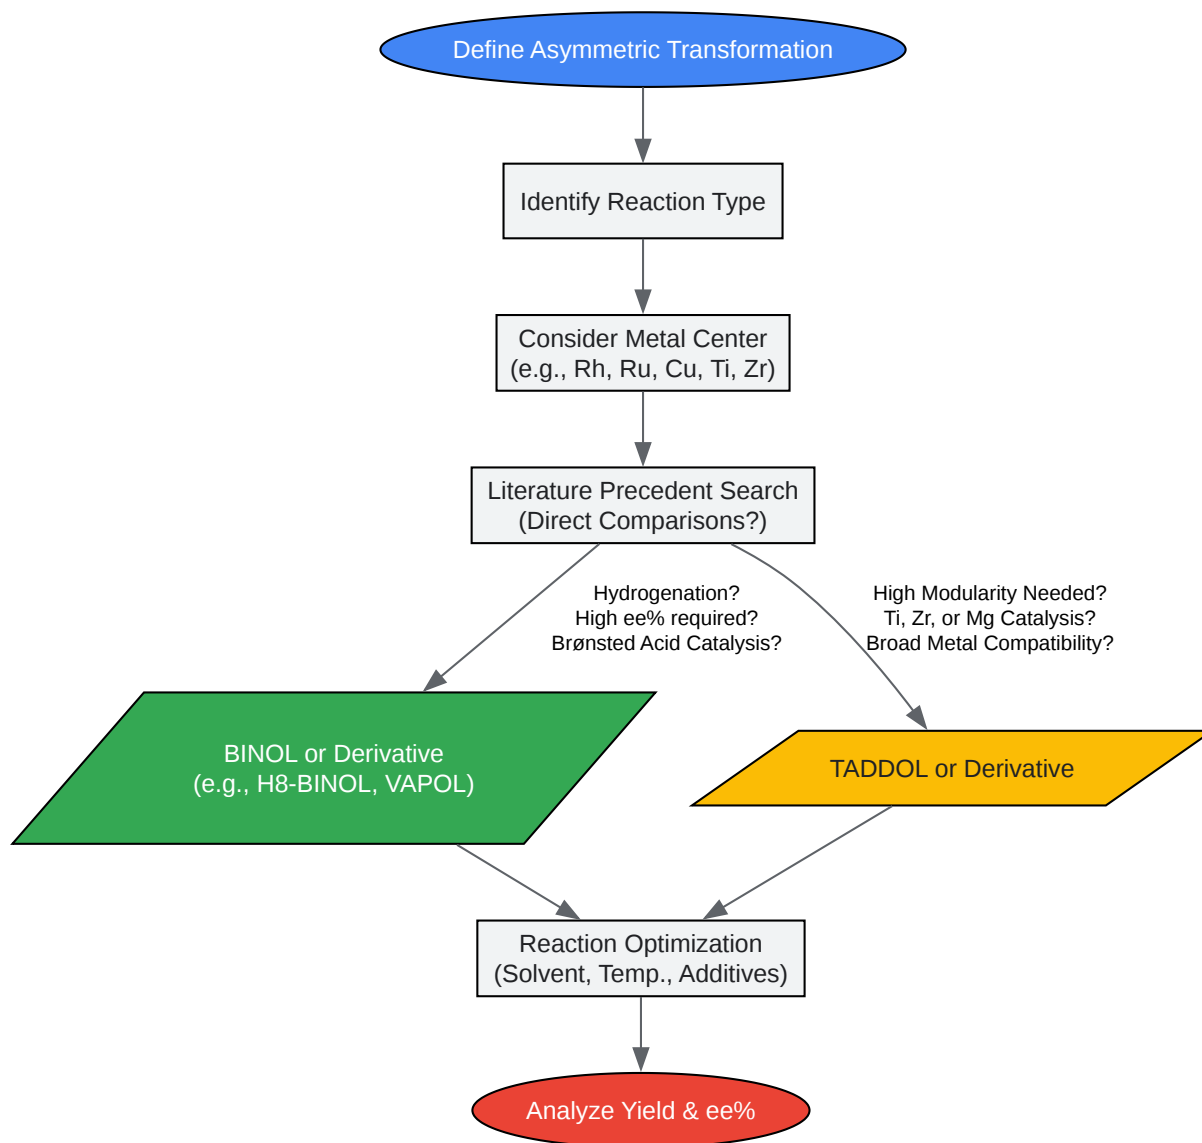 Define Asymmetric Transformation
Identify Reaction Type
Consider Metal Center
(e.g., Rh, Ru, Cu, Ti, Zr)
Literature Precedent Search
(Direct Comparisons?)
Hydrogenation?
High ee% required?
Brønsted Acid Catalysis?
High Modularity Needed?
Ti, Zr, or Mg Catalysis?
Broad Metal Compatibility?
BINOL or Derivative
(e.g., H8-BINOL, VAPOL)
TADDOL or Derivative
Reaction Optimization
(Solvent, Temp., Additives)
Analyze Yield & ee%